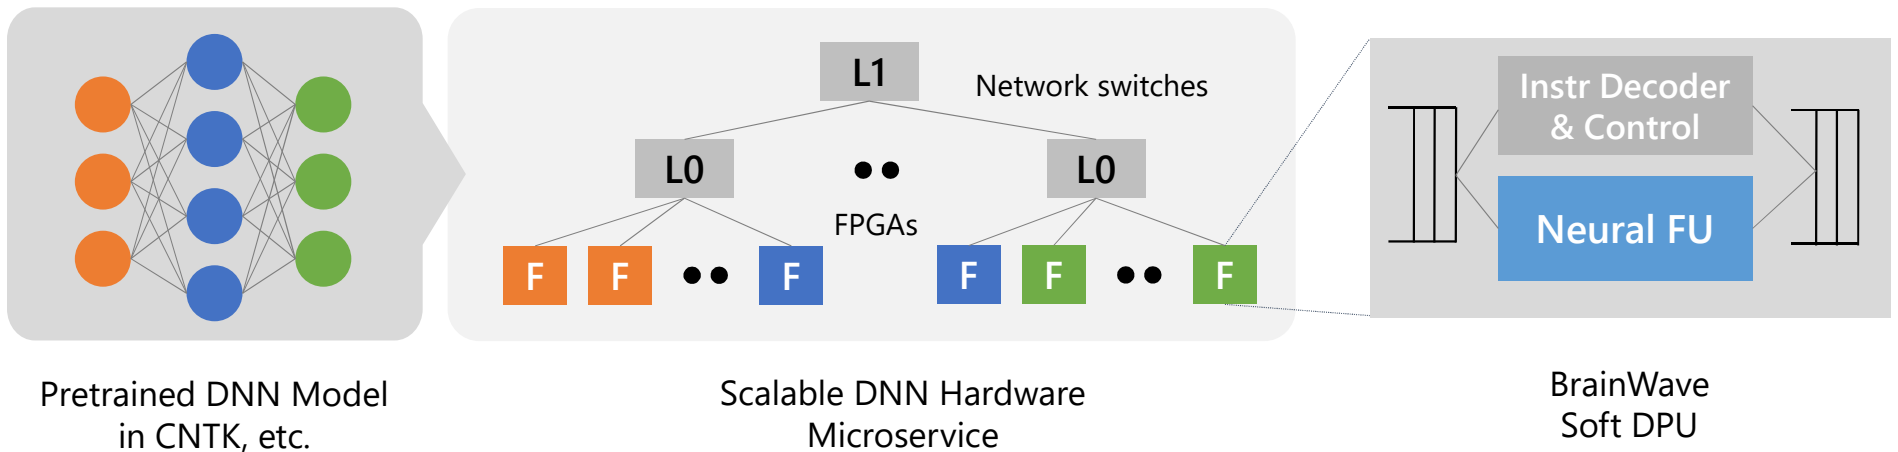 L1
Network switches
L0
L0
FPGAs
F
F
F
F
F
F
Instr Decoder
& Control
Neural FU
Pretrained DNN Model
in CNTK, etc.
Scalable DNN Hardware
Microservice
BrainWave
Soft DPU